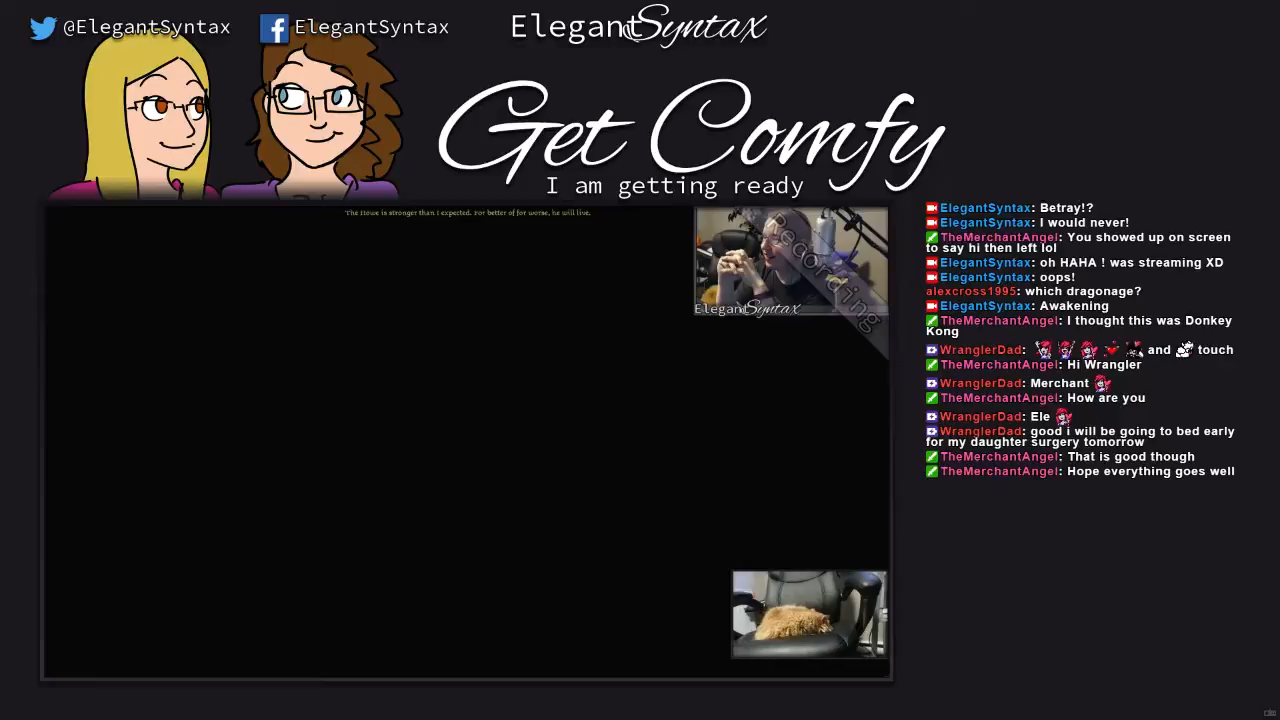 @ElegantSyntax
ElegantSyntax
ElegantSyntax
Get Comfy
I am getting ready
The Howe is stronger than I expected. For better of for worse, he will live.
Recording
ElegantSyntax
ElegantSyntax: Betray!?
ElegantSyntax: I would never!
TheMerchantAngel: You showed up on screen
to say hi then left lol
ElegantSyntax: oh HAHA ! was streaming XD
ElegantSyntax: oops!
alexcross1995: which dragonage?
ElegantSyntax: Awakening
TheMerchantAngel: I thought this was Donkey
Kong
WranglerDad: and touch
TheMerchantAngel: Hi Wrangler
WranglerDad: Merchant
TheMerchantAngel: How are you
WranglerDad: Ele
WranglerDad: good i will be going to bed early
for my daughter surgery tomorrow
TheMerchantAngel: That is good though
TheMerchantAngel: Hope everything goes well